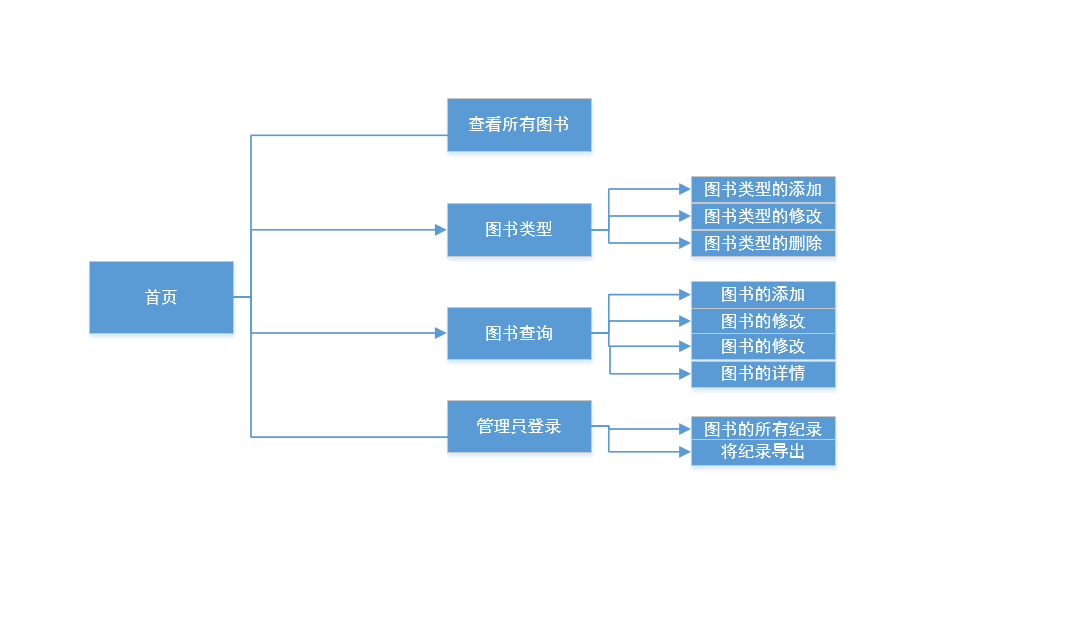 首页
查看所有图书
图书类型
图书类型的添加
图书类型的修改
图书类型的删除
图书查询
图书的添加
图书的修改
图书的修改
图书的详情
管理员登录
图书的所有纪录
将纪录导出